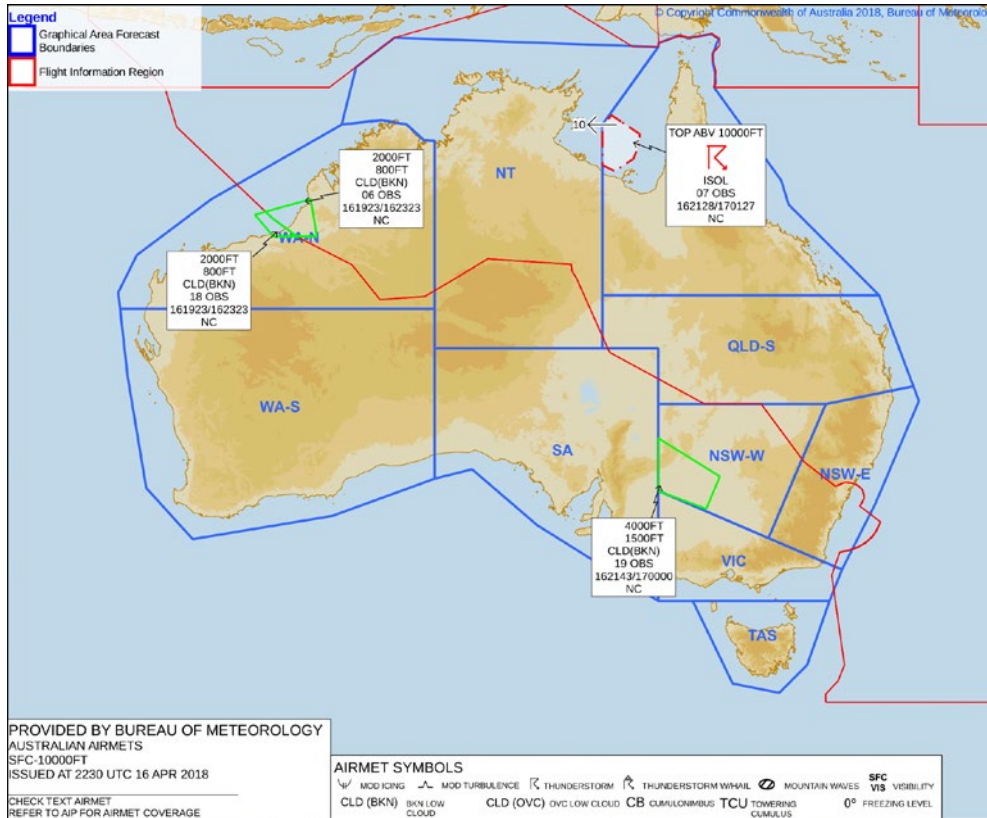 Legend
Graphical Area Forecast
Boundaries
Flight Information Region
© Copyright Commonwealth of Australia 2018, Bureau of Meteorolo
10
TOP ABV 10000FT
ISOL
07 OBS
162128/170127
NC
NT
2000FT
800FT
CLD(BKN)
06 OBS
161923/162323
NC
WA-N
2000FT
800FT
CLD(BKN)
18 OBS
161923/162323
NC
QLD-S
WA-S
SA
NSW-W
NSW-E
4000FT
1500FT
CLD(BKN)
19 OBS
162143/170000
NC
VIC
TAS
PROVIDED BY BUREAU OF METEOROLOGY
AUSTRALIAN AIRMETS
SFC-10000FT
ISSUED AT 2230 UTC 16 APR 2018
CHECK TEXT AIRMET
REFER TO AIP FOR AIRMET COVERAGE
AIRMET SYMBOLS
MOD ICING MOD TURBULENCE THUNDERSTORM THUNDERSTORM W/HAIL MOUNTAIN WAVES SFC VIS VISIBILITY
CLD (BKN) BKN LOW CLOUD CLD (OVC) OVC LOW CLOUD CB CUMULONIMBUS TCU TOWERING CUMULUS 0° FREEZING LEVEL